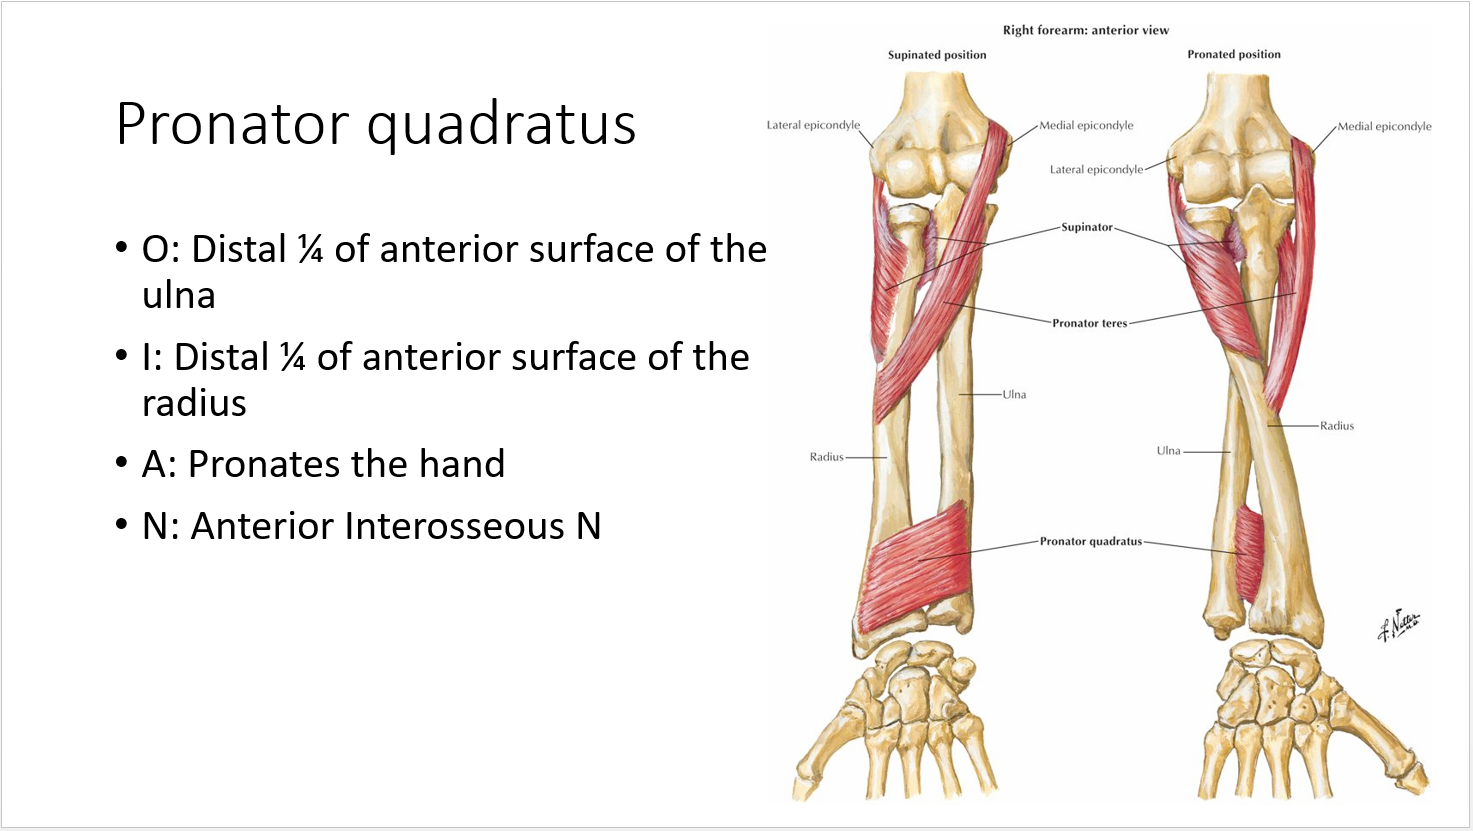 Pronator quadratus
• O: Distal ¼ of anterior surface of the
ulna
• I: Distal ¼ of anterior surface of the
radius
• A: Pronates the hand
• N: Anterior Interosseous N
Right forearm: anterior view
Supinated position
Pronated position
Lateral epicondyle
Medial epicondyle
Lateral epicondyle
Medial epicondyle
Supinator
Pronator teres
Ulna
Radius
Radius
Ulna
Pronator quadratus
F. Netter